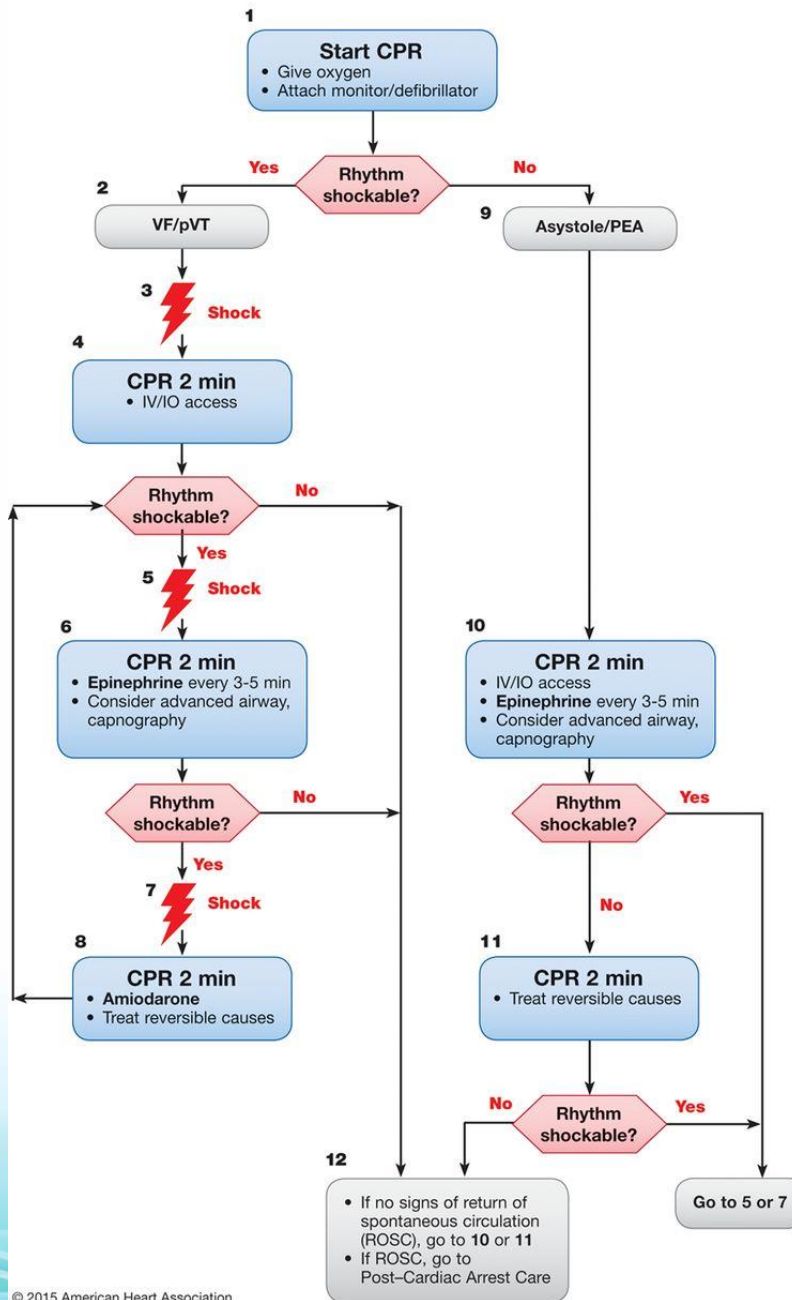 1
Start CPR
• Give oxygen
• Attach monitor/defibrillator
Rhythm
shockable?
Yes
No
2
VF/pVT
9
Asystole/PEA
3
Shock
4
CPR 2 min
• IV/IO access
Rhythm
shockable?
No
Yes
5
Shock
6
CPR 2 min
• Epinephrine every 3-5 min
• Consider advanced airway,
capnography
10
CPR 2 min
• IV/IO access
• Epinephrine every 3-5 min
• Consider advanced airway,
capnography
Rhythm
shockable?
No
Yes
Rhythm
shockable?
Yes
No
7
Shock
8
CPR 2 min
• Amiodarone
• Treat reversible causes
11
CPR 2 min
• Treat reversible causes
No
Rhythm
shockable?
Yes
12
• If no signs of return of
spontaneous circulation
(ROSC), go to 10 or 11
• If ROSC, go to
Post–Cardiac Arrest Care
Go to 5 or 7
© 2015 American Heart Association